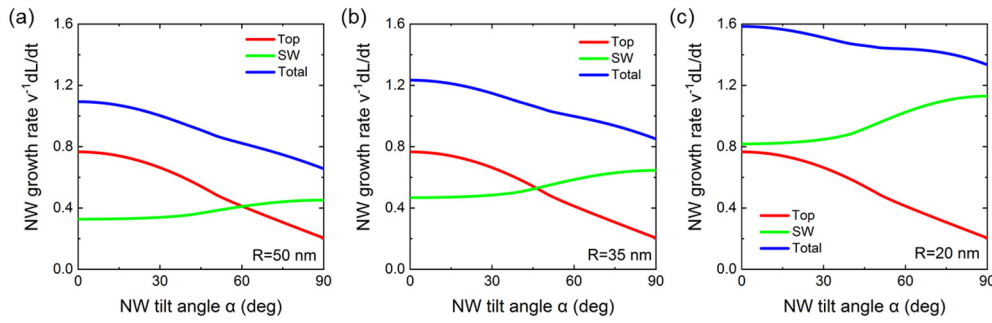 (a)
NW growth rate v⁻¹dL/dt
1.6
1.2
0.8
0.4
0.0
Top
SW
Total
R=50 nm
0 30 60 90
NW tilt angle α (deg)
(b)
NW growth rate v⁻¹dL/dt
1.6
1.2
0.8
0.4
0.0
Top
SW
Total
R=35 nm
0 30 60 90
NW tilt angle α (deg)
(c)
NW growth rate v⁻¹dL/dt
1.6
1.2
0.8
0.4
0.0
Top
SW
Total
R=20 nm
0 30 60 90
NW tilt angle α (deg)